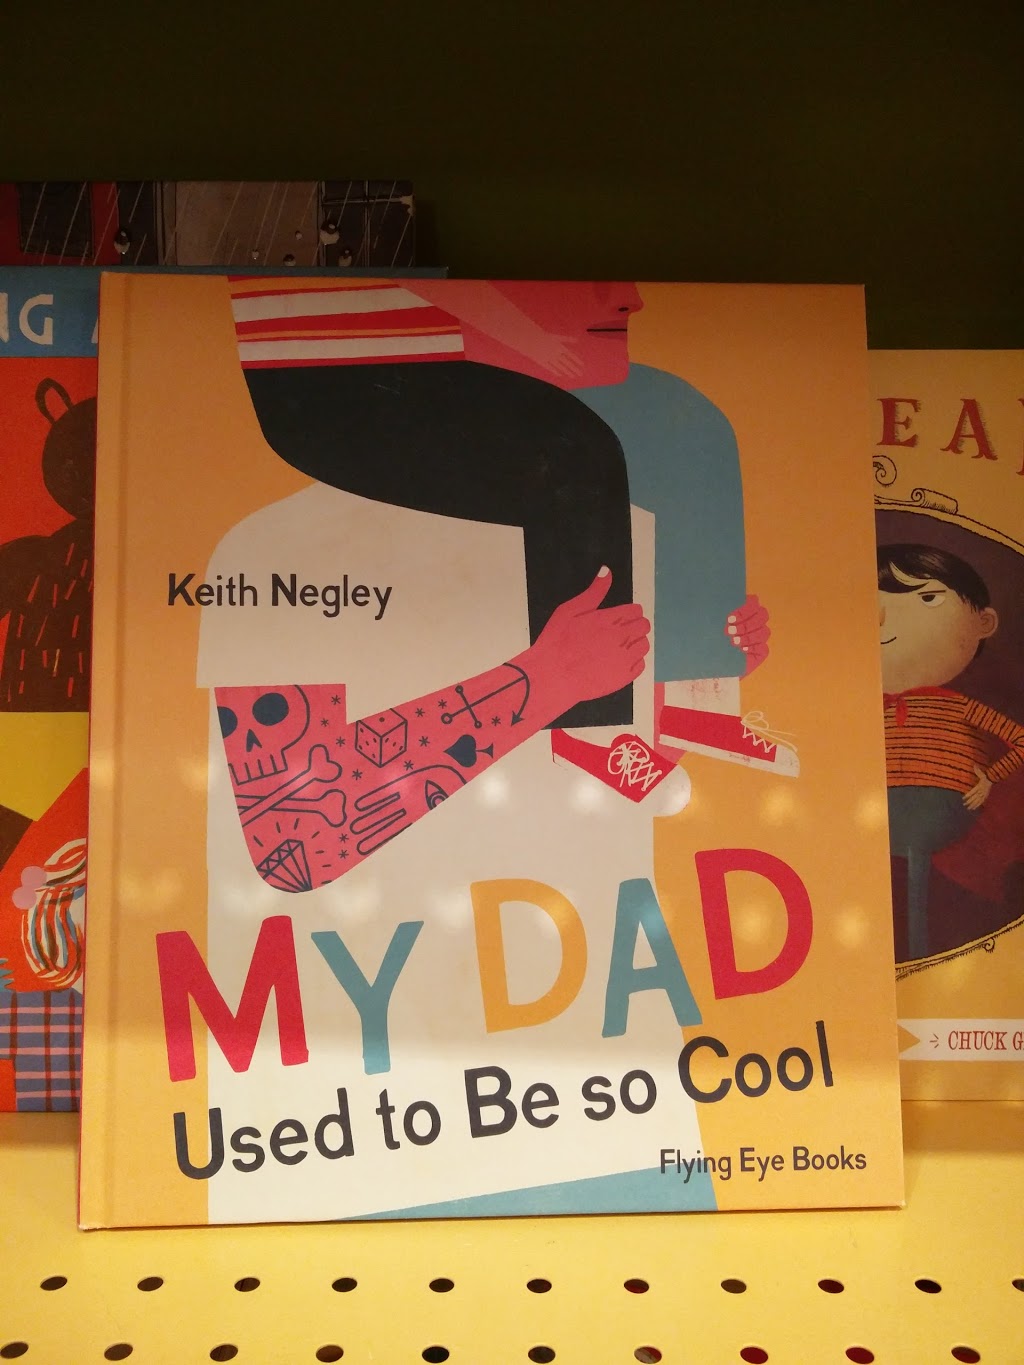 Keith Negley
MY DAD
Used to Be so Cool
Flying Eye Books
CHUCK